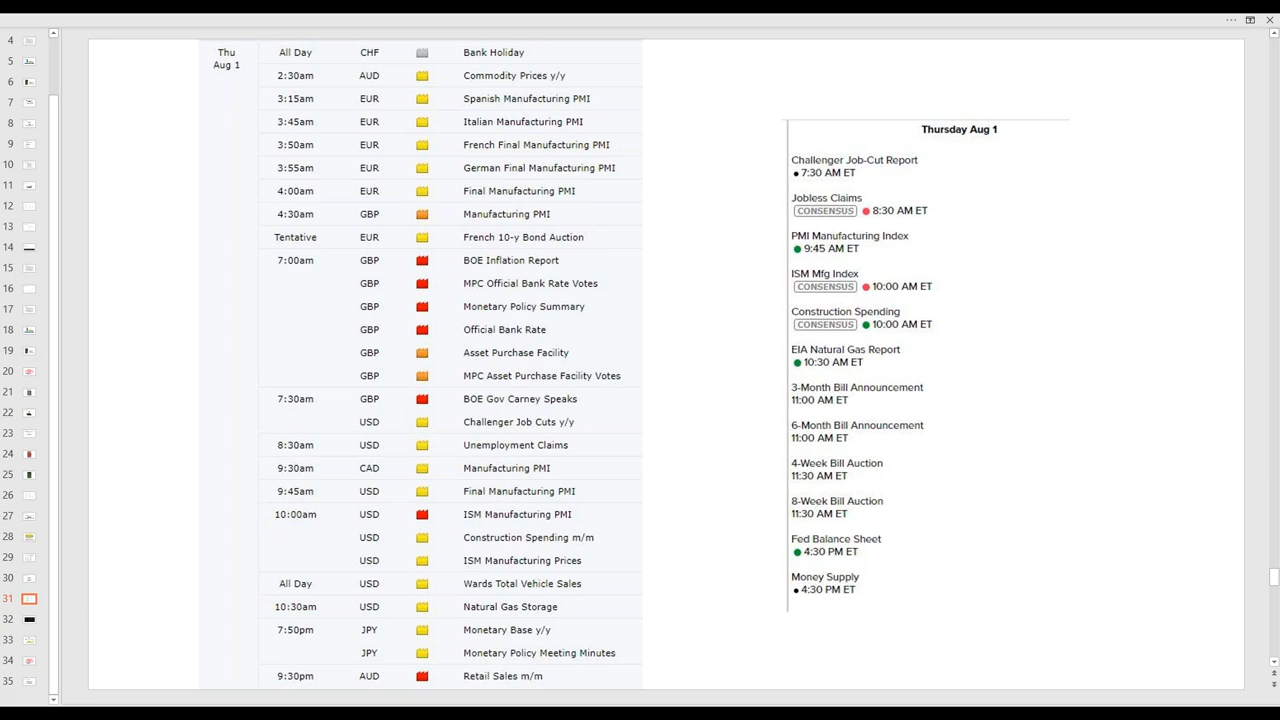 4
5
6
7
8
9
10
11
12
13
14
15
16
17
18
19
20
21
22
23
24
25
26
27
28
29
30
31
32
33
34
35
Thu
Aug 1
All Day CHF Bank Holiday
2:30am AUD Commodity Prices y/y
3:15am EUR Spanish Manufacturing PMI
3:45am EUR Italian Manufacturing PMI
3:50am EUR French Final Manufacturing PMI
3:55am EUR German Final Manufacturing PMI
4:00am EUR Final Manufacturing PMI
4:30am GBP Manufacturing PMI
Tentative EUR French 10-y Bond Auction
7:00am GBP BOE Inflation Report
GBP MPC Official Bank Rate Votes
GBP Monetary Policy Summary
GBP Official Bank Rate
GBP Asset Purchase Facility
GBP MPC Asset Purchase Facility Votes
7:30am GBP BOE Gov Carney Speaks
USD Challenger Job Cuts y/y
8:30am USD Unemployment Claims
9:30am CAD Manufacturing PMI
9:45am USD Final Manufacturing PMI
10:00am USD ISM Manufacturing PMI
USD Construction Spending m/m
USD ISM Manufacturing Prices
All Day USD Wards Total Vehicle Sales
10:30am USD Natural Gas Storage
7:50pm JPY Monetary Base y/y
JPY Monetary Policy Meeting Minutes
9:30pm AUD Retail Sales m/m
Thursday Aug 1
Challenger Job-Cut Report
7:30 AM ET
Jobless Claims
CONSENSUS 8:30 AM ET
PMI Manufacturing Index
9:45 AM ET
ISM Mfg Index
CONSENSUS 10:00 AM ET
Construction Spending
CONSENSUS 10:00 AM ET
EIA Natural Gas Report
10:30 AM ET
3-Month Bill Announcement
11:00 AM ET
6-Month Bill Announcement
11:00 AM ET
4-Week Bill Auction
11:30 AM ET
8-Week Bill Auction
11:30 AM ET
Fed Balance Sheet
4:30 PM ET
Money Supply
4:30 PM ET